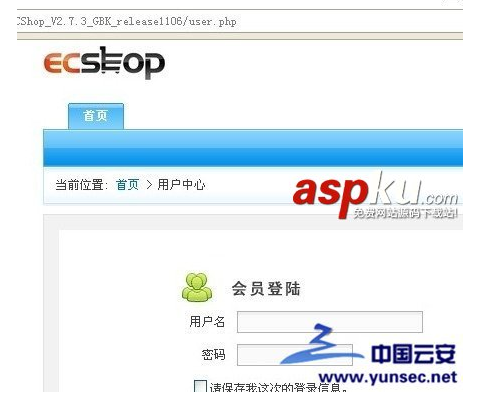 CShop_V2.7.3_GBK_release1106/user.php
ECSHOP
首页
当前位置: 首页 > 用户中心
aspku.com
免费网站源码下载站!
会员登陆
用户名
密码
中国云安
www.yunsec.net
请保存我这次的登录信息。